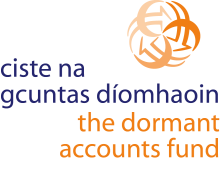 ciste na
gcuntas díomhaoin
the dormant
accounts fund